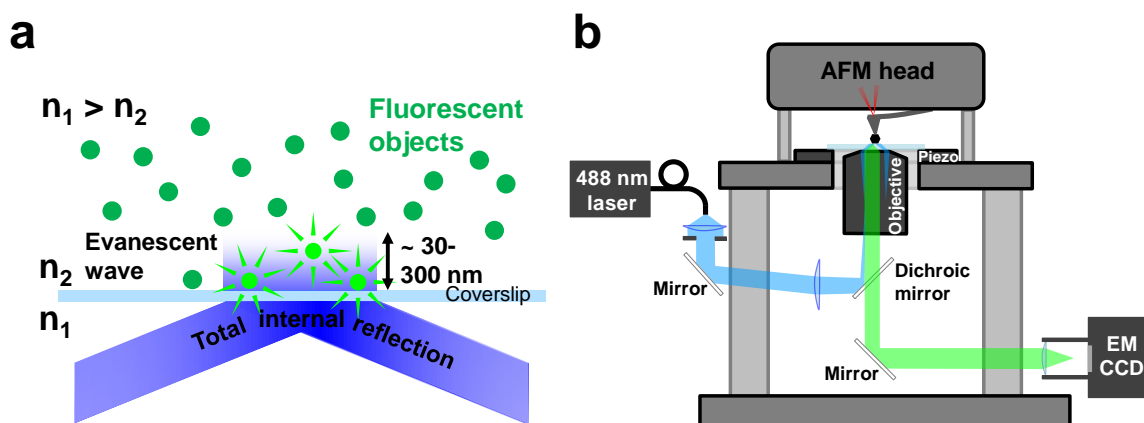 a
n₁ > n₂
Fluorescent
objects
Evanescent
wave
~ 30-
300 nm
n₂
Coverslip
n₁
Total internal reflection
b
AFM head
Piezo
488 nm
laser
Objective
Mirror
Dichroic
mirror
Mirror
EM
CCD